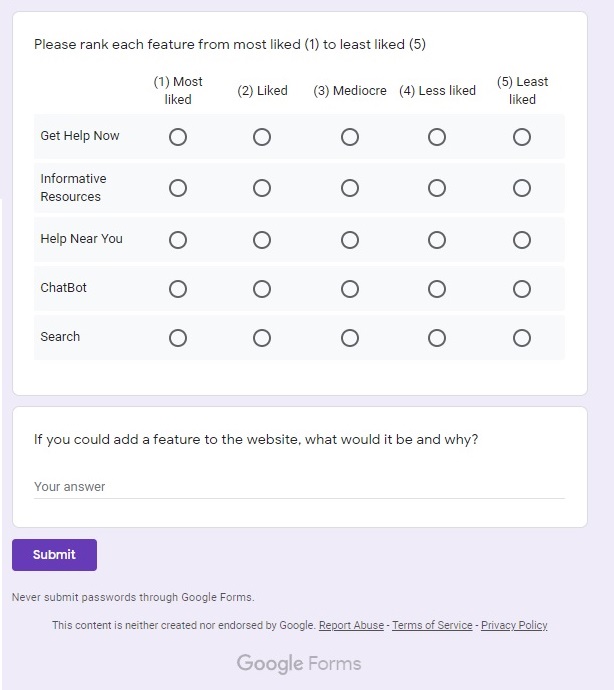 Please rank each feature from most liked (1) to least liked (5)
(1) Most liked (2) Liked (3) Mediocre (4) Less liked (5) Least liked
Get Help Now
Informative
Resources
Help Near You
ChatBot
Search
If you could add a feature to the website, what would it be and why?
Your answer
Submit
Never submit passwords through Google Forms.
This content is neither created nor endorsed by Google. Report Abuse - Terms of Service - Privacy Policy
Google Forms